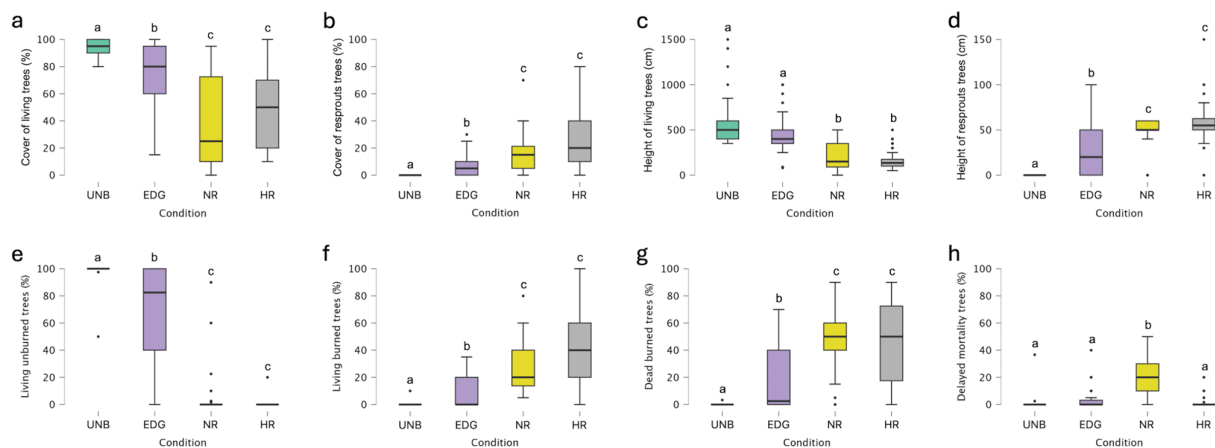 a
Cover of living trees (%)
100
80
60
40
20
0
a
b
c
c
UNB
EDG
NR
HR
Condition
b
Cover of resprouts trees (%)
100
80
60
40
20
0
a
b
c
c
UNB
EDG
NR
HR
Condition
c
Height of living trees (cm)
1500
1000
500
0
a
a
b
b
UNB
EDG
NR
HR
Condition
d
Height of resprouts trees (cm)
150
100
50
0
a
b
c
c
UNB
EDG
NR
HR
Condition
e
Living unburned trees (%)
100
80
60
40
20
0
a
b
c
c
UNB
EDG
NR
HR
Condition
f
Living burned trees (%)
100
80
60
40
20
0
a
b
c
c
UNB
EDG
NR
HR
Condition
g
Dead burned trees (%)
100
80
60
40
20
0
a
b
c
c
UNB
EDG
NR
HR
Condition
h
Delayed mortality trees (%)
100
80
60
40
20
0
a
a
b
a
UNB
EDG
NR
HR
Condition